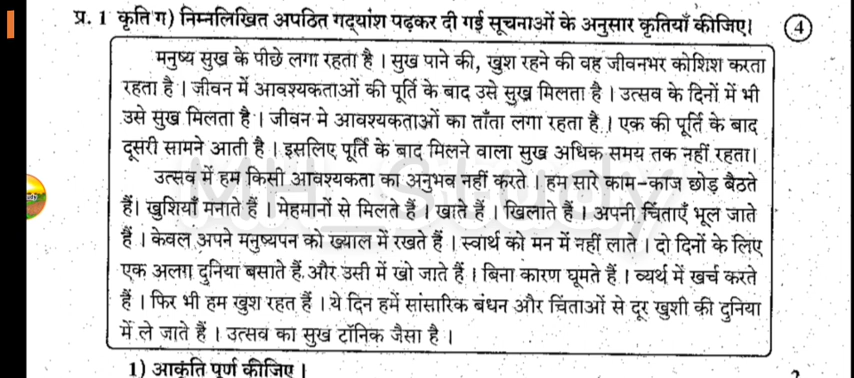 प्र. 1 कृति ग) निम्नलिखित अपठित गद्यांश पढ़कर दी गई सूचनाओं के अनुसार कृतियाँ कीजिए। (4)
मनुष्य सुख के पीछे लगा रहता है । सुख पाने की, खुश रहने की वह जीवनभर कोशिश करता
रहता है । जीवन में आवश्यकताओं की पूर्ति के बाद उसे सुख मिलता है । उत्सव के दिनों में भी
उसे सुख मिलता है । जीवन मे आवश्यकताओं का ताँता लगा रहता है । एक की पूर्ति के बाद
दूसरी सामने आती है । इसलिए पूर्ति के बाद मिलने वाला सुख अधिक समय तक नहीं रहता।
उत्सव में हम किसी आवश्यकता का अनुभव नहीं करते । हम सारे काम-काज छोड़ बैठते
हैं। खुशियाँ मनाते हैं । मेहमानों से मिलते हैं । खाते हैं । खिलाते हैं । अपनी चिंताएँ भूल जाते
हैं । केवल अपने मनुष्यपन को ख्याल में रखते हैं । स्वार्थ को मन में नहीं लाते । दो दिनों के लिए
एक अलग दुनिया बसाते हैं और उसी में खो जाते हैं । बिना कारण घूमते हैं । व्यर्थ में खर्च करते
हैं । फिर भी हम खुश रहत हैं । ये दिन हमें सांसारिक बंधन और चिंताओं से दूर खुशी की दुनिया
में ले जाते हैं । उत्सव का सुख टॉनिक जैसा है ।
MH_Study
1) आकृति पूर्ण कीजिए ।